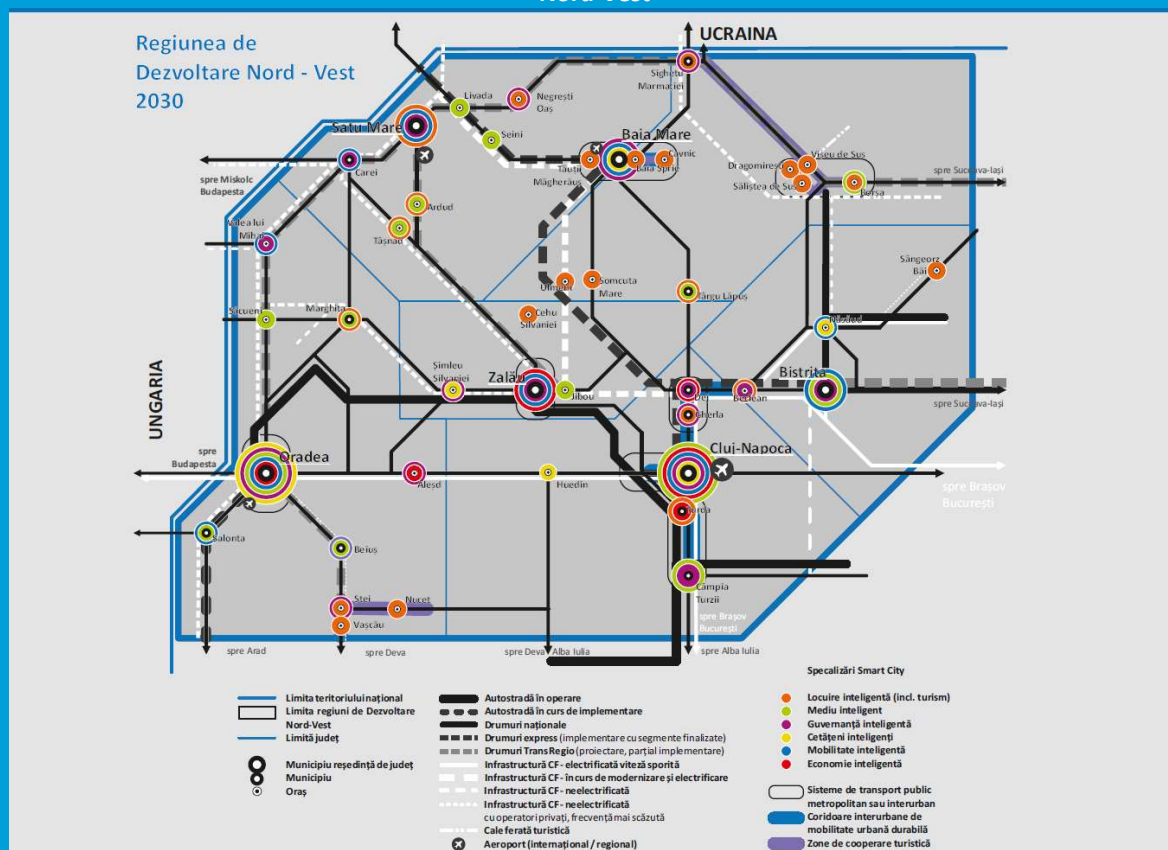 Nord-Vest
Regiunea de
Dezvoltare Nord - Vest
2030
UCRAINA
Sighetu
Marmației
Livada
Negrești
Oaș
Satu Mare
Seini
Baia Mare
Cavnic
Tăuții
Măgherăuș
Baia Sprie
Vișeu de Sus
Dragomirești
Săliștea de Sus
Borșa
spre Suceava-Iași
Carei
spre Miskolc
Budapesta
Ardud
Tășnad
Valea lui
Mihai
Sângeorz
Băi
Ulmeni
Somcuta
Mare
Târgu Lăpuș
Săcueni
Marghita
Cehu
Silvaniei
Năsăud
UNGARIA
Șimleu
Silvaniei
Zalău
Jibou
Dej
Beclean
Bistrița
spre Suceava-Iași
Gherla
spre
Budapesta
Oradea
Aleșd
Huedin
Cluj-Napoca
spre Brașov
București
Turda
Salonta
Beiuș
Câmpia
Turzii
Ștei
Nucet
Vașcău
spre Brașov
București
spre Arad
spre Deva
spre Deva Alba Iulia
spre Alba Iulia
Limita teritoriului național
Limita regiuni de Dezvoltare
Nord-Vest
Limită județ
Municipiu reședință de județ
Municipiu
Oraș
Autostradă în operare
Autostradă în curs de implementare
Drumuri naționale
Drumuri express (implementare cu segmente finalizate)
Drumuri TransRegio (proiectare, parțial implementare)
Infrastructură CF - electrificată viteză sporită
Infrastructură CF - în curs de modernizare și electrificare
Infrastructură CF - neelectrificată
Infrastructură CF - neelectrificată
cu operatori privați, frecvență mai scăzută
Cale ferată turistică
Aeroport (internațional / regional)
Specalizări Smart City
Locuire inteligentă (incl. turism)
Mediu inteligent
Guvernanță inteligentă
Cetățeni inteligenți
Mobilitate inteligentă
Economie inteligentă
Sisteme de transport public
metropolitan sau interurban
Coridoare interurbane de
mobilitate urbană durabilă
Zone de cooperare turistică